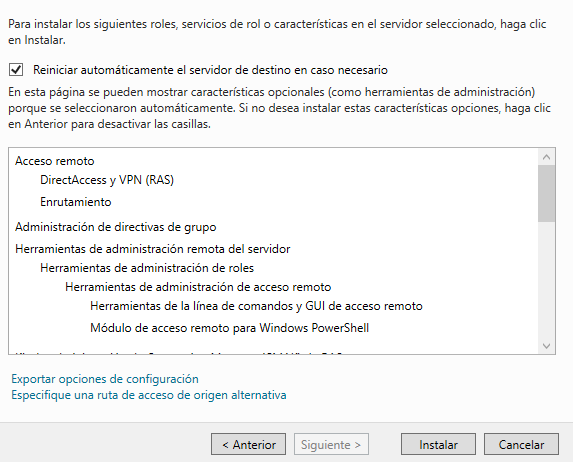 Para instalar los siguientes roles, servicios de rol o características en el servidor seleccionado, haga clic
en Instalar.
Reiniciar automáticamente el servidor de destino en caso necesario
En esta página se pueden mostrar características opcionales (como herramientas de administración)
porque se seleccionaron automáticamente. Si no desea instalar estas características opciones, haga clic
en Anterior para desactivar las casillas.
Acceso remoto
DirectAccess y VPN (RAS)
Enrutamiento
Administración de directivas de grupo
Herramientas de administración remota del servidor
Herramientas de administración de roles
Herramientas de administración de acceso remoto
Herramientas de la línea de comandos y GUI de acceso remoto
Módulo de acceso remoto para Windows PowerShell
Exportar opciones de configuración
Especifique una ruta de acceso de origen alternativa
< Anterior
Siguiente >
Instalar
Cancelar